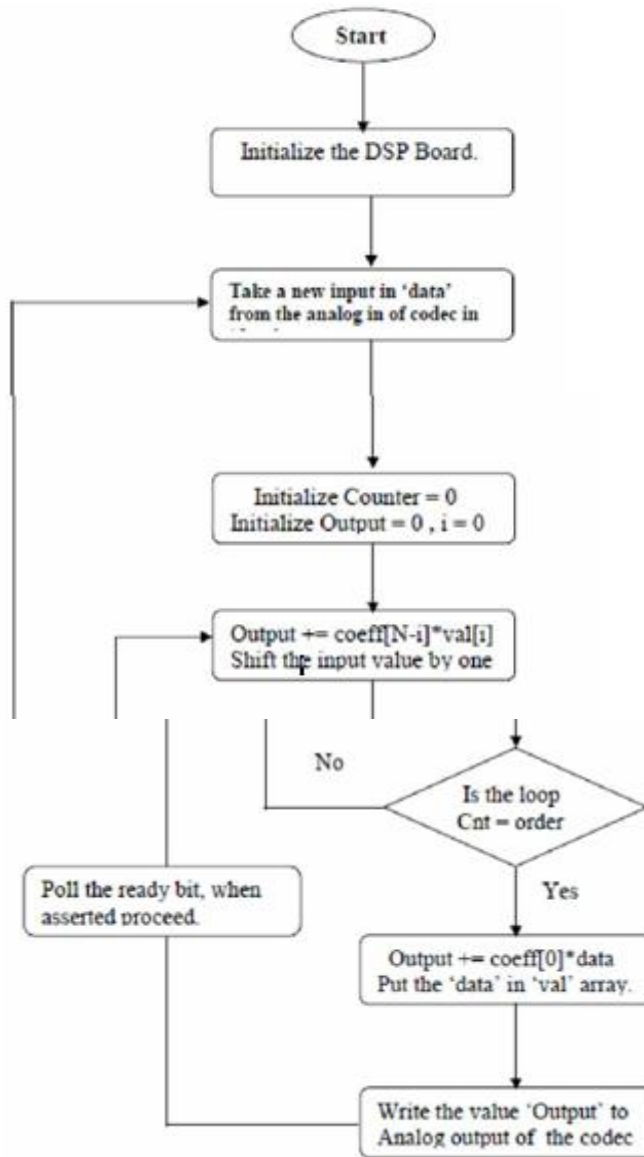 Start
Initialize the DSP Board.
Take a new input in ‘data’
from the analog in of codec in
Initialize Counter = 0
Initialize Output = 0 , i = 0
Output += coeff[N-i]*val[i]
Shift the input value by one
No
Is the loop
Cnt = order
Poll the ready bit, when
asserted proceed.
Yes
Output += coeff[0]*data
Put the ‘data’ in ‘val’ array.
Write the value ‘Output’ to
Analog output of the codec